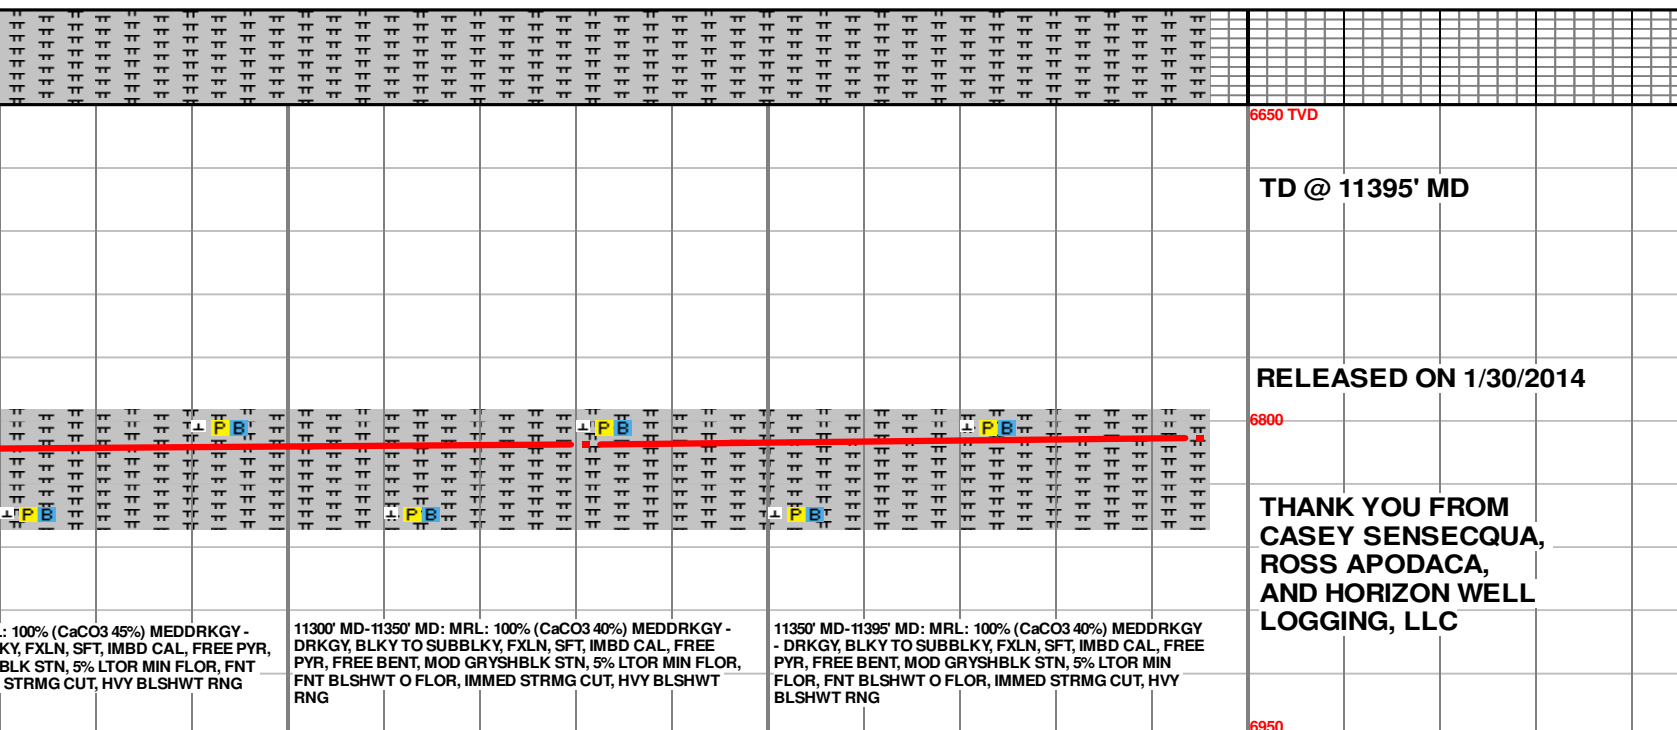 6650 TVD
TD @ 11395' MD
RELEASED ON 1/30/2014
P B
P B
P B
6800
P B
P B
P B
THANK YOU FROM
CASEY SENSECQUA,
ROSS APODACA,
AND HORIZON WELL
LOGGING, LLC
.: 100% (CaCO3 45%) MEDDRKGY -
KY, FXLN, SFT, IMBD CAL, FREE PYR,
BLK STN, 5% LTOR MIN FLOR, FNT
STRMG CUT, HVY BLSHWT RNG
11300' MD-11350' MD: MRL: 100% (CaCO3 40%) MEDDRKGY -
DRKGY, BLKY TO SUBBLKY, FXLN, SFT, IMBD CAL, FREE
PYR, FREE BENT, MOD GRYSHBLK STN, 5% LTOR MIN FLOR,
FNT BLSHWT O FLOR, IMMED STRMG CUT, HVY BLSHWT
RNG
11350' MD-11395' MD: MRL: 100% (CaCO3 40%) MEDDRKGY
- DRKGY, BLKY TO SUBBLKY, FXLN, SFT, IMBD CAL, FREE
PYR, FREE BENT, MOD GRYSHBLK STN, 5% LTOR MIN
FLOR, FNT BLSHWT O FLOR, IMMED STRMG CUT, HVY
BLSHWT RNG
6950